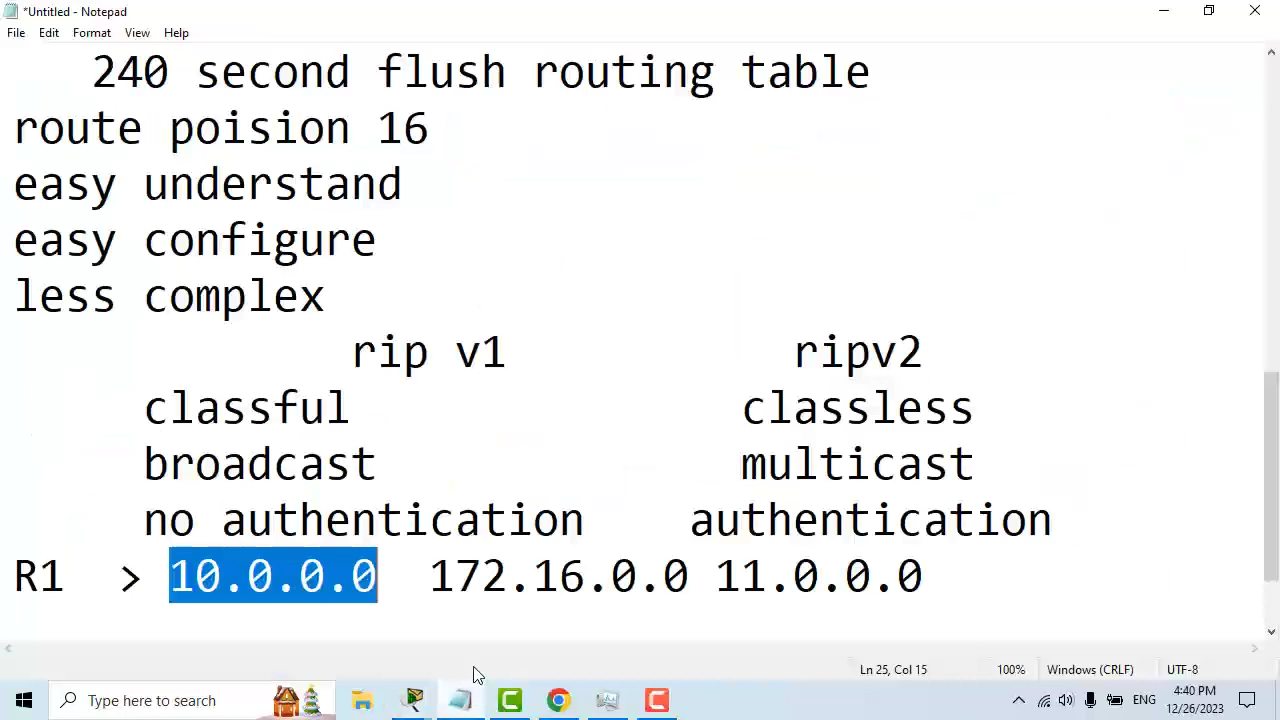 *Untitled - Notepad
File Edit Format View Help
240 second flush routing table
route poision 16
easy understand
easy configure
less complex
rip v1 ripv2
classful classless
broadcast multicast
no authentication authentication
R1 > 10.0.0.0 172.16.0.0 11.0.0.0
Ln 25, Col 15 100% Windows (CRLF) UTF-8
Type here to search
ENG
4:40 PM
12/26/2023